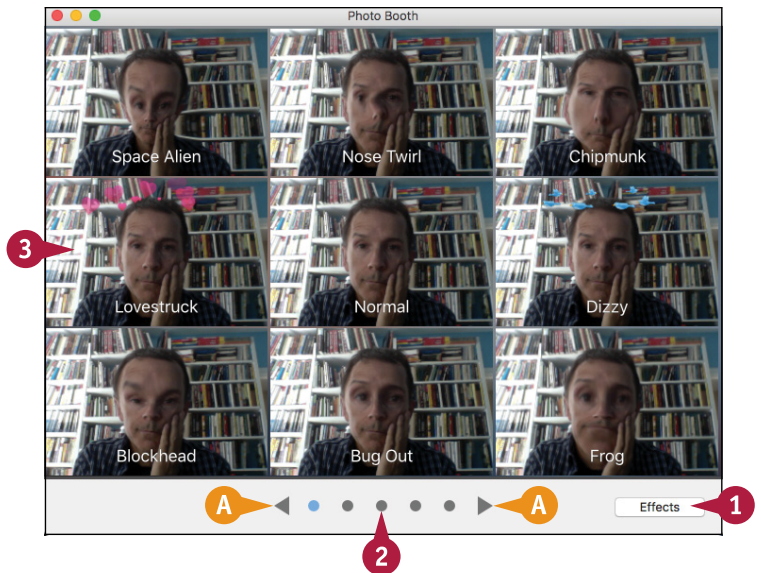 Photo Booth
Space Alien
Nose Twirl
Chipmunk
3
Lovestruck
Normal
Dizzy
Blockhead
Bug Out
Frog
A
A
Effects
1
2